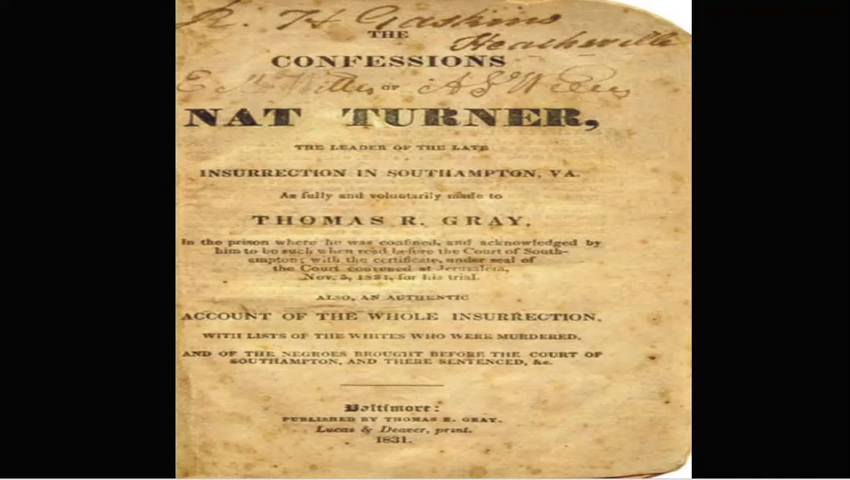 R. H Gaskins
THE
Heathsville
CONFESSIONS
OF
NAT TURNER,
THE LEADER OF THE LATE
INSURRECTION IN SOUTHAMPTON, VA.
As fully and voluntarily made to
THOMAS R. GRAY,
In the prison where he was confined, and acknowledged by
him to be such when read before the Court of South-
ampton; with the certificate, under seal of
the Court convened at Jerusalem,
Nov. 5, 1831, for his trial.
ALSO, AN AUTHENTIC
ACCOUNT OF THE WHOLE INSURRECTION,
WITH LISTS OF THE WHITES WHO WERE MURDERED,
AND OF THE NEGROES BROUGHT BEFORE THE COURT OF
SOUTHAMPTON, AND THERE SENTENCED, &c.
Baltimore:
PUBLISHED BY THOMAS R. GRAY.
Lucas & Deaver, print.
1831.